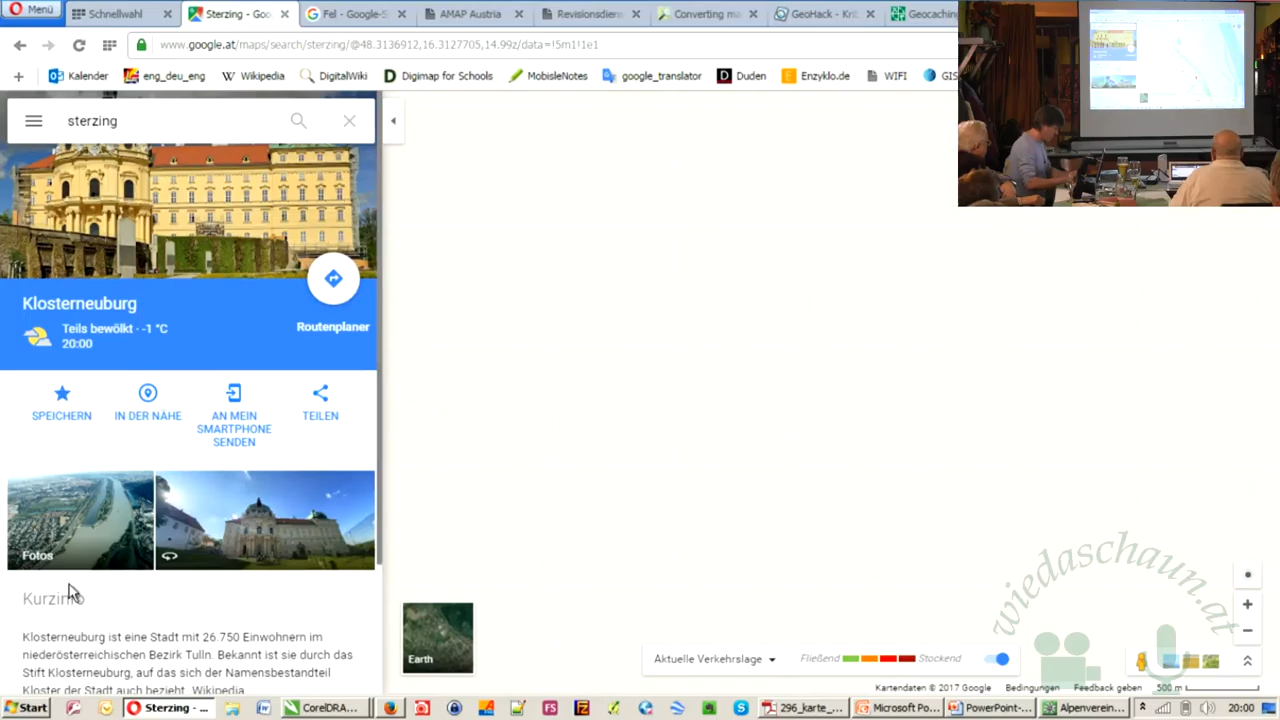 Menü
Schnellwahl
Sterzing - Goo
Fel - Google-S
AMAP Austria
Revisionsdien
Converting ma
GeoHack - Kri
Geocaching
www.google.at/maps/search/sterzing/@48.3136912,16.3127705,14.99z/data=!5m1!1e1
Kalender
eng_deu_eng
Wikipedia
DigitalWiki
Digimap for Schools
MobisleNotes
google_translator
Duden
Enzyklo.de
WIFI
GIS
sterzing
Klosterneuburg
Teils bewölkt · -1 °C
20:00
Routenplaner
SPEICHERN
IN DER NÄHE
AN MEIN
SMARTPHONE
SENDEN
TEILEN
Fotos
Kurzinfo
Klosterneuburg ist eine Stadt mit 26.750 Einwohnern im
niederösterreichischen Bezirk Tulln. Bekannt ist sie durch das
Stift Klosterneuburg, auf das sich der Namensbestandteil
Kloster der Stadt auch bezieht. Wikipedia
Earth
Aktuelle Verkehrslage
Fließend
Stockend
wiedaschaun.at
Kartendaten © 2017 Google
Bedingungen
Feedback geben
500 m
Start
Sterzing - ...
CorelDRA...
296_karte_...
Microsoft Po...
PowerPoint-...
Alpenverein...
20:00